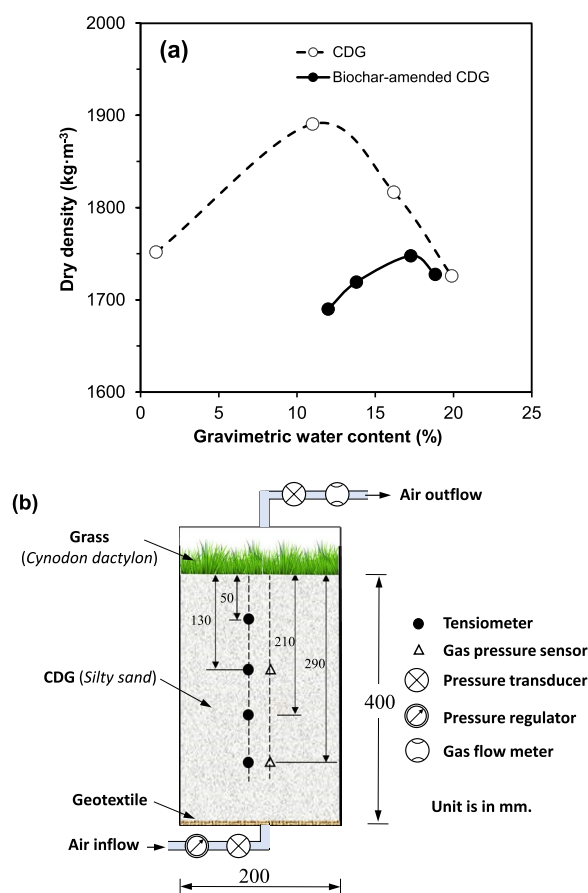 (a)
CDG
Biochar-amended CDG
2000
1900
1800
1700
1600
Dry density (kg·m⁻³)
0
5
10
15
20
25
Gravimetric water content (%)
(b)
Air outflow
Grass
(Cynodon dactylon)
50
130
210
290
CDG (Silty sand)
400
Tensiometer
Gas pressure sensor
Pressure transducer
Pressure regulator
Gas flow meter
Unit is in mm.
Geotextile
Air inflow
200